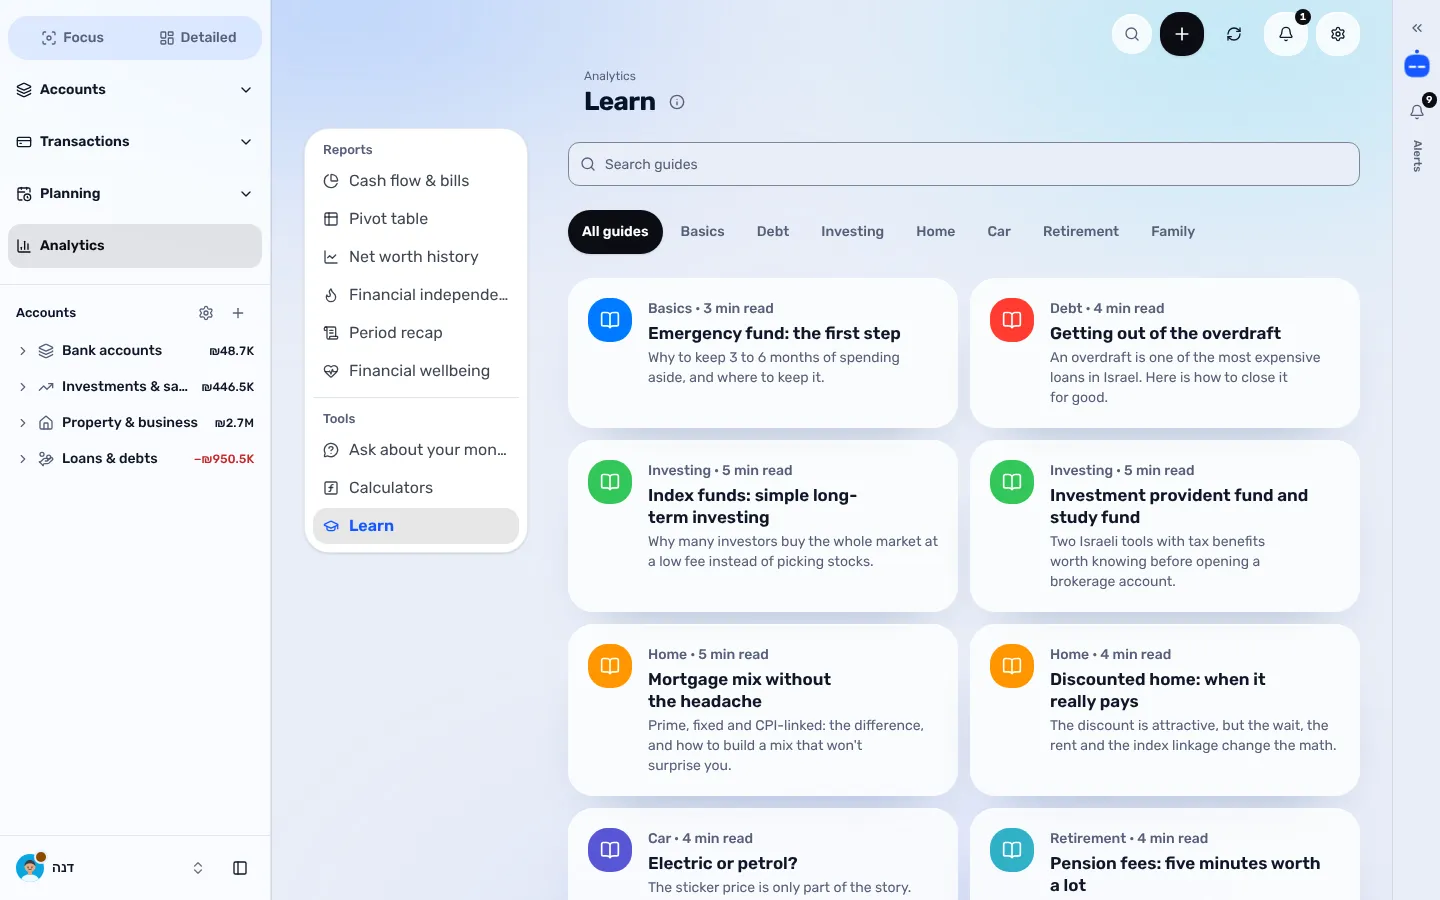 Focus
Detailed
Accounts
Transactions
Planning
Analytics
Accounts
Bank accounts ₪48.7K
Investments & sa... ₪446.5K
Property & business ₪2.7M
Loans & debts −₪950.5K
דנה
Reports
Cash flow & bills
Pivot table
Net worth history
Financial independe...
Period recap
Financial wellbeing
Tools
Ask about your mon...
Calculators
Learn
1
Analytics
Learn
Search guides
All guides
Basics
Debt
Investing
Home
Car
Retirement
Family
Basics • 3 min read
Emergency fund: the first step
Why to keep 3 to 6 months of spending
aside, and where to keep it.
Debt • 4 min read
Getting out of the overdraft
An overdraft is one of the most expensive
loans in Israel. Here is how to close it
for good.
Investing • 5 min read
Index funds: simple long-
term investing
Why many investors buy the whole market at
a low fee instead of picking stocks.
Investing • 5 min read
Investment provident fund and
study fund
Two Israeli tools with tax benefits
worth knowing before opening a
brokerage account.
Home • 5 min read
Mortgage mix without
the headache
Prime, fixed and CPI-linked: the difference,
and how to build a mix that won't
surprise you.
Home • 4 min read
Discounted home: when it
really pays
The discount is attractive, but the wait, the
rent and the index linkage change the math.
Car • 4 min read
Electric or petrol?
The sticker price is only part of the story.
Retirement • 4 min read
Pension fees: five minutes worth
a lot
9
Alerts